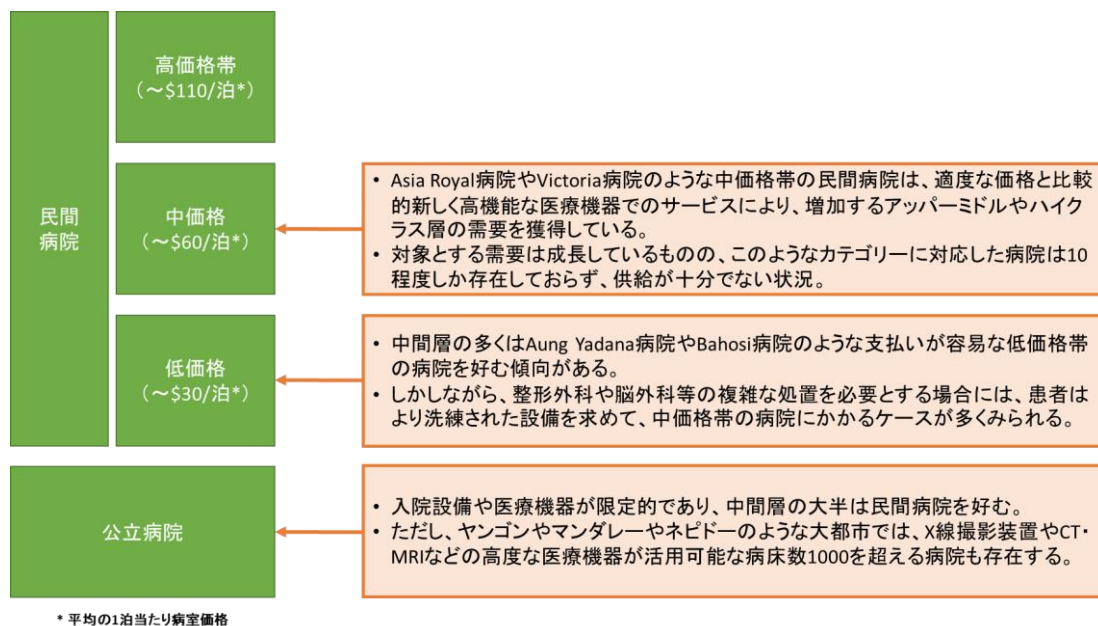 高価格帯
（～$110/泊*）
民間
病院
中価格
（～$60/泊*）
• Asia Royal病院やVictoria病院のような中価格帯の民間病院は、適度な価格と比較
的新しく高機能な医療機器でのサービスにより、増加するアッパーミドルやハイク
ラス層の需要を獲得している。
• 対象とする需要は成長しているものの、このようなカテゴリーに対応した病院は10
程度しか存在しておらず、供給が十分でない状況。
低価格
（～$30/泊*）
• 中間層の多くはAung Yadana病院やBahosi病院のような支払いが容易な低価格帯
の病院を好む傾向がある。
• しかしながら、整形外科や脳外科等の複雑な処置を必要とする場合には、患者は
より洗練された設備を求めて、中価格帯の病院にかかるケースが多くみられる。
公立病院
• 入院設備や医療機器が限定的であり、中間層の大半は民間病院を好む。
• ただし、ヤンゴンやマンダレーやネピドーのような大都市では、X線撮影装置やCT・
MRIなどの高度な医療機器が活用可能な病床数1000を超える病院も存在する。
* 平均の1泊当たり病室価格